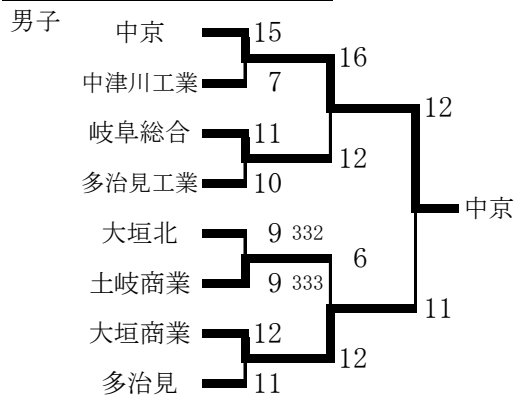 男子
中京 15
16
中津川工業 7
12
岐阜総合 11
12
多治見工業 10
中京
大垣北 9 332
6
土岐商業 9 333
11
大垣商業 12
12
多治見 11